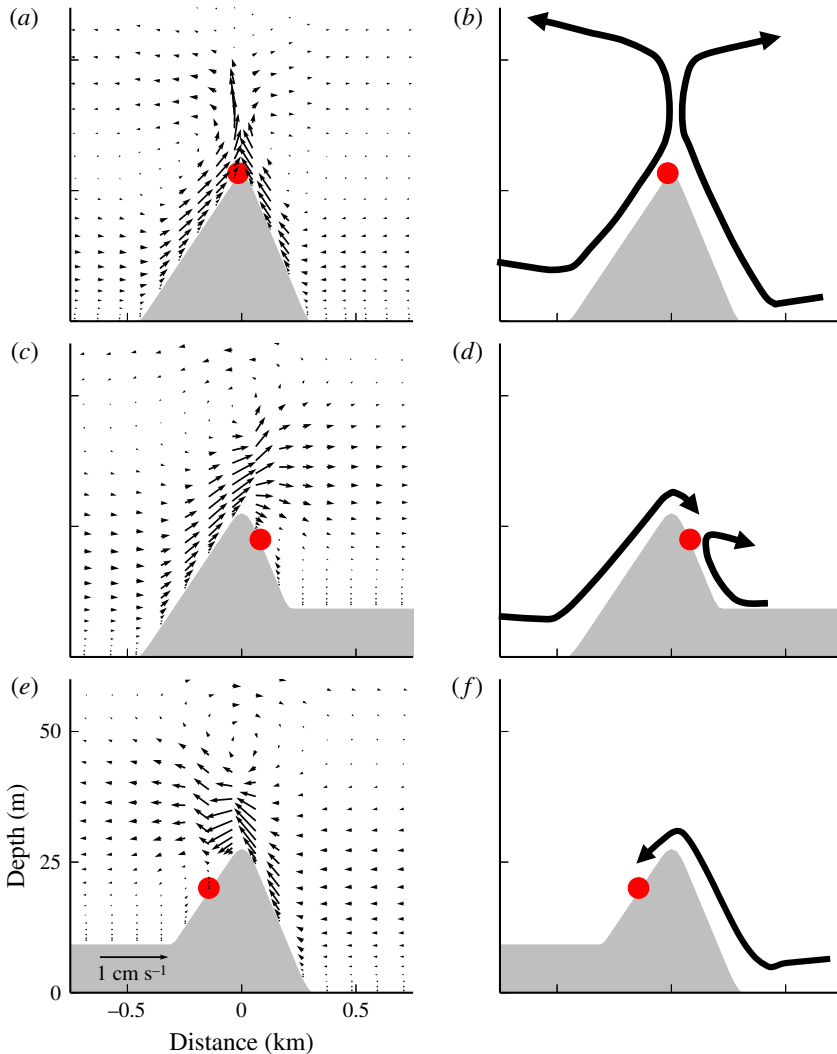 (a)
(b)
(c)
(d)
(e)
(f)
50
25
0
Depth (m)
1 cm s⁻¹
−0.5
0
0.5
Distance (km)